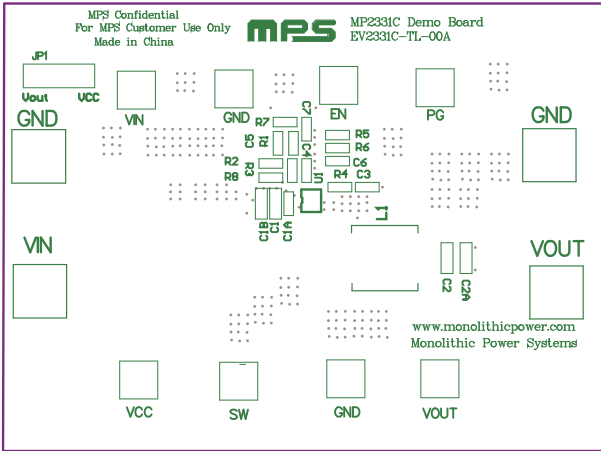 MPS Confidential
For MPS Customer Use Only
Made in China
MPS
MP2331C Demo Board
EV2331C-TL-00A
JP1
Vout
VCC
GND
VIN
GND
EN
PG
GND
C7
R7
C5
R1
C4
R5
R6
C6
R2
R3
R8
U1
R4
C3
C1B
C1
C1A
L1
VIN
VOUT
C2
C2A
www.monolithicpower.com
Monolithic Power Systems
VCC
SW
GND
VOUT